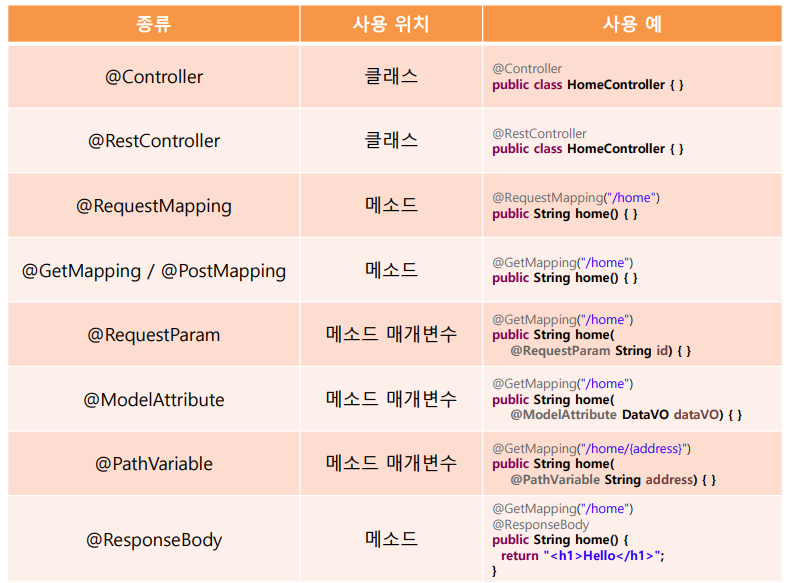 종류 사용 위치 사용 예
@Controller 클래스 @Controller
public class HomeController { }
@RestController 클래스 @RestController
public class HomeController { }
@RequestMapping 메소드 @RequestMapping("/home")
public String home() { }
@GetMapping / @PostMapping 메소드 @GetMapping("/home")
public String home() { }
@RequestParam 메소드 매개변수 @GetMapping("/home")
public String home(
@RequestParam String id) { }
@ModelAttribute 메소드 매개변수 @GetMapping("/home")
public String home(
@ModelAttribute DataVO dataVO) { }
@PathVariable 메소드 매개변수 @GetMapping("/home/{address}")
public String home(
@PathVariable String address) { }
@ResponseBody 메소드 @GetMapping("/home")
@ResponseBody
public String home() {
return "<h1>Hello</h1>";
}